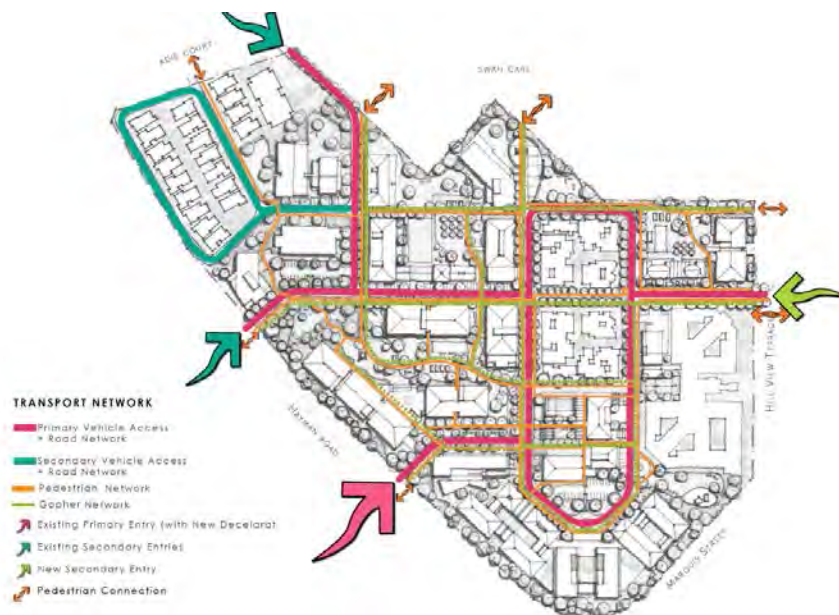 ADIE COURT
SWAN CARE
HILL VIEW TERRACE
HAYMAN ROAD
MARQUIS STREET
TRANSPORT NETWORK
Primary Vehicle Access
+ Road Network
Secondary Vehicle Access
+ Road Network
Pedestrian Network
Gopher Network
Existing Primary Entry (with New Decelarat
Existing Secondary Entries
New Secondary Entry
Pedestrian Connection